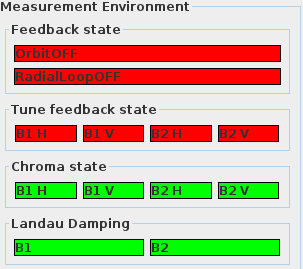 Measurement Environment
Feedback state
OrbitOFF
RadialLoopOFF
Tune feedback state
B1 H B1 V B2 H B2 V
Chroma state
B1 H B1 V B2 H B2 V
Landau Damping
B1 B2